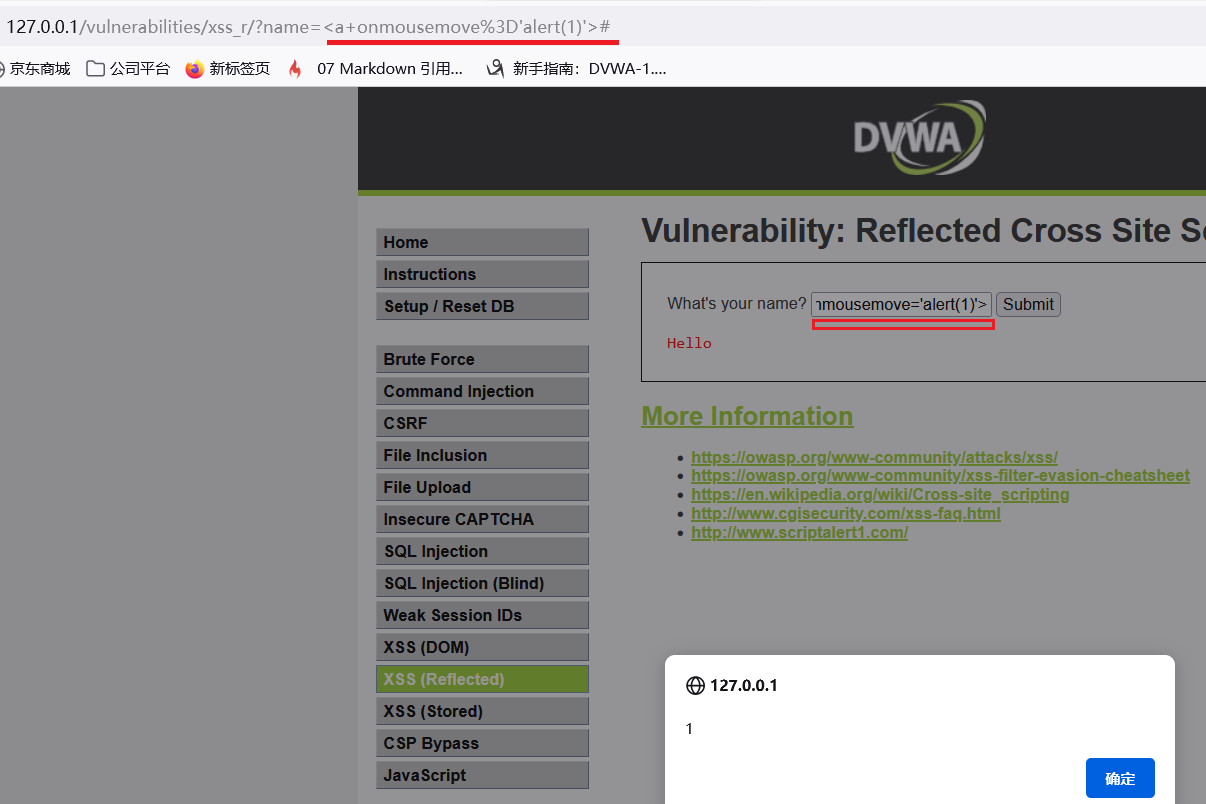 127.0.0.1/vulnerabilities/xss_r/?name=<a+onmousemove%3D'alert(1)'>#
京东商城 公司平台 新标签页 07 Markdown 引用... 新手指南：DVWA-1....
DVWA
Home
Instructions
Setup / Reset DB
Brute Force
Command Injection
CSRF
File Inclusion
File Upload
Insecure CAPTCHA
SQL Injection
SQL Injection (Blind)
Weak Session IDs
XSS (DOM)
XSS (Reflected)
XSS (Stored)
CSP Bypass
JavaScript
Vulnerability: Reflected Cross Site
What's your name? nmousemove='alert(1)'> Submit
Hello
More Information
https://owasp.org/www-community/attacks/xss/
https://owasp.org/www-community/xss-filter-evasion-cheatsheet
https://en.wikipedia.org/wiki/Cross-site_scripting
http://www.cgisecurity.com/xss-faq.html
http://www.scriptalert1.com/
127.0.0.1
1
确定